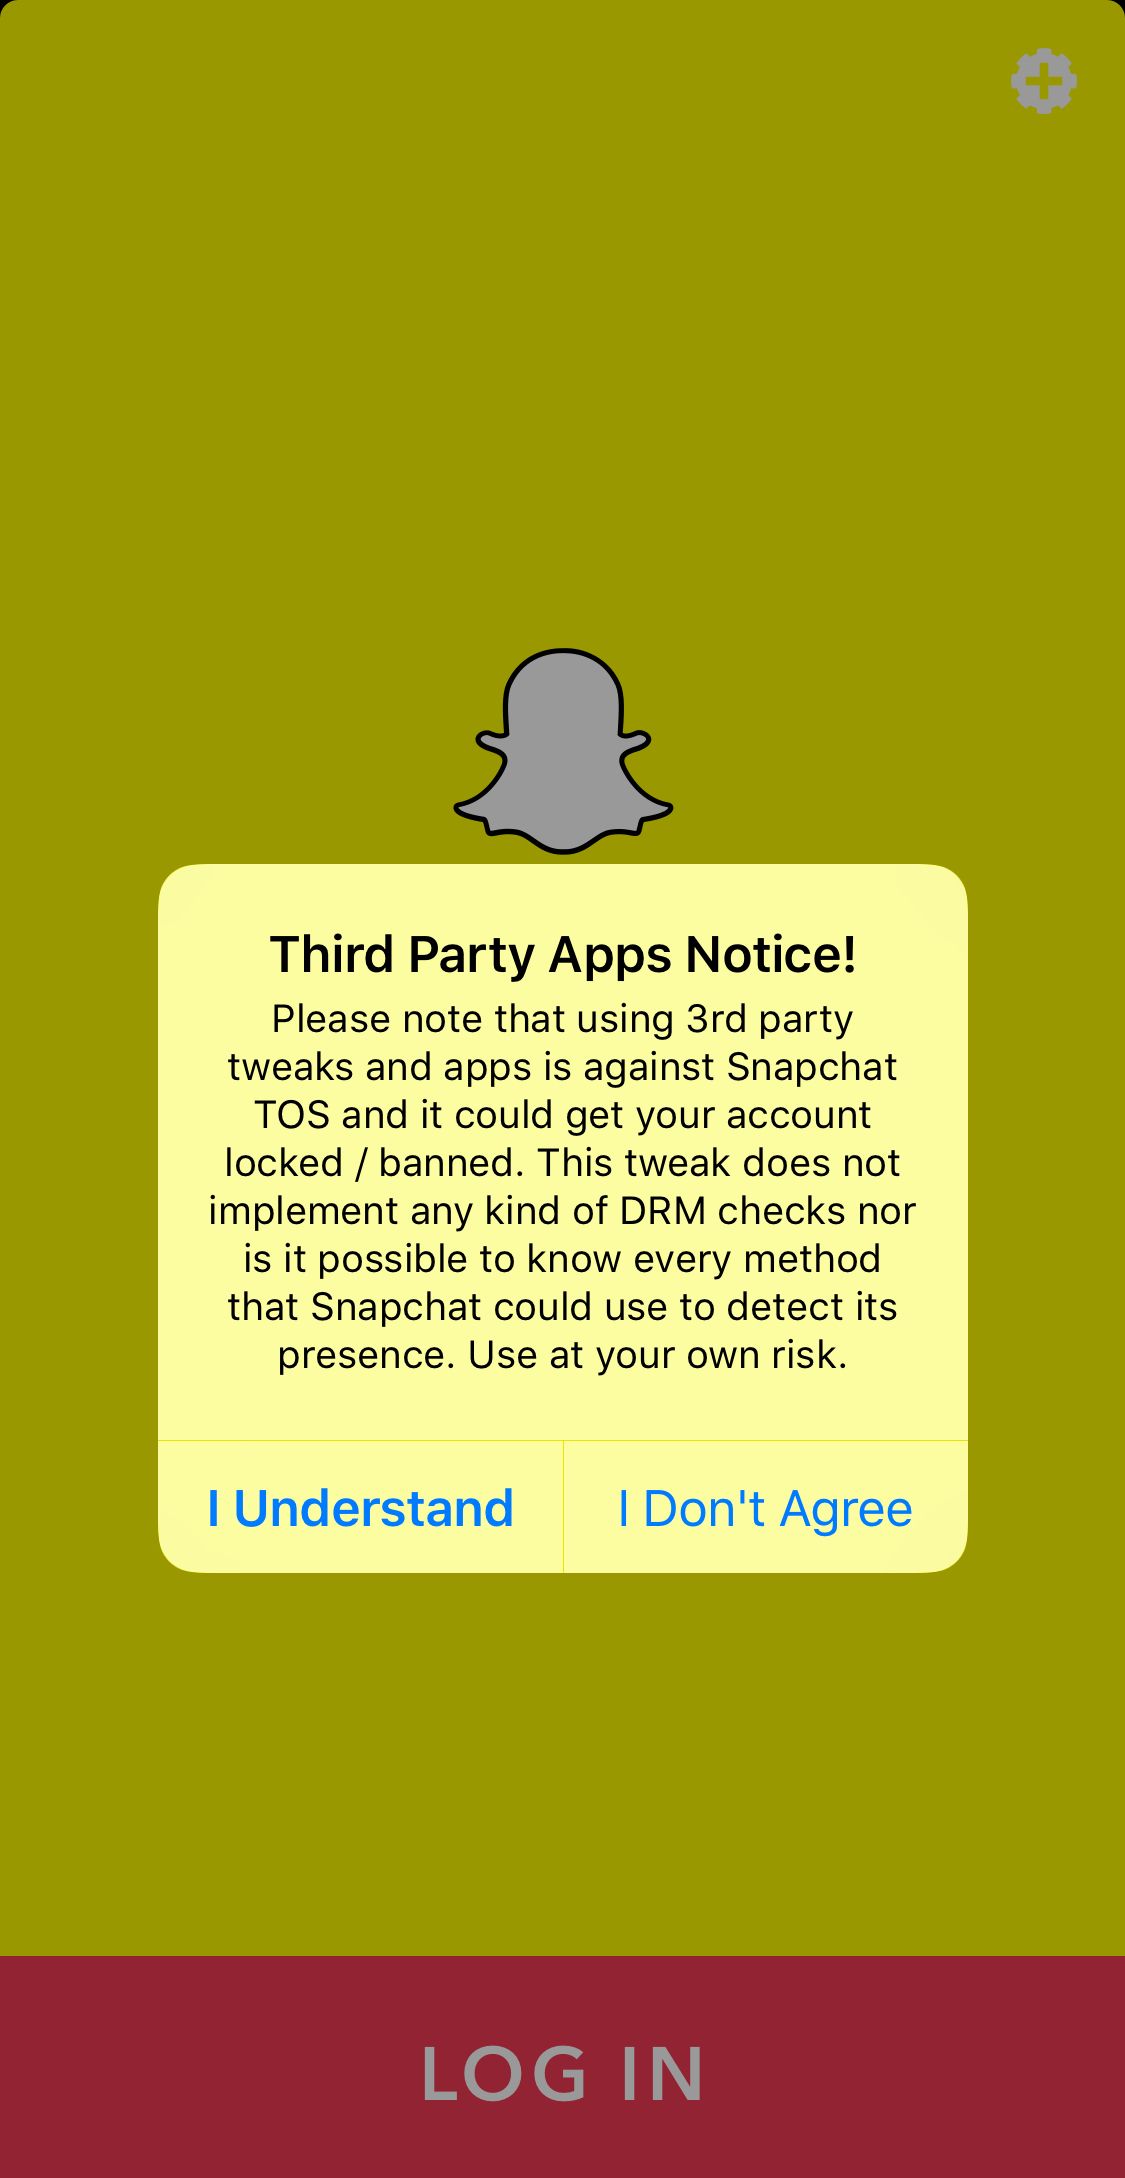 Third Party Apps Notice!
Please note that using 3rd party
tweaks and apps is against Snapchat
TOS and it could get your account
locked / banned. This tweak does not
implement any kind of DRM checks nor
is it possible to know every method
that Snapchat could use to detect its
presence. Use at your own risk.
I Understand
I Don't Agree
LOG IN